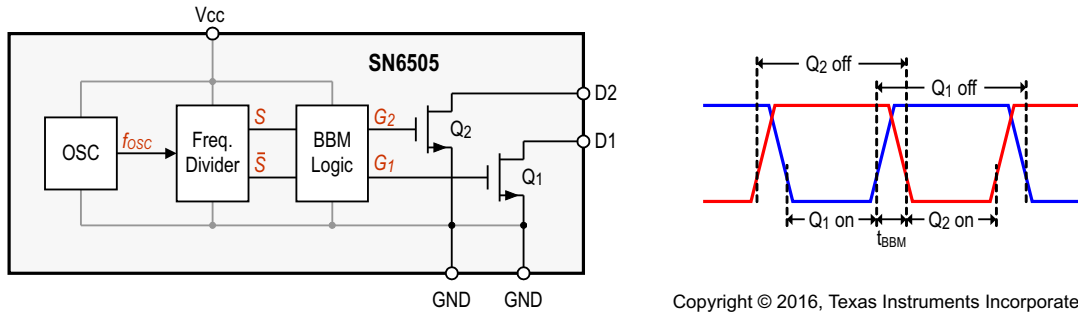 Vcc
SN6505
OSC
fOSC
Freq.
Divider
S
S̅
BBM
Logic
G2
G1
Q2
Q1
D2
D1
GND
GND
Q2 off
Q1 off
Q1 on
tBBM
Q2 on
Copyright © 2016, Texas Instruments Incorporate